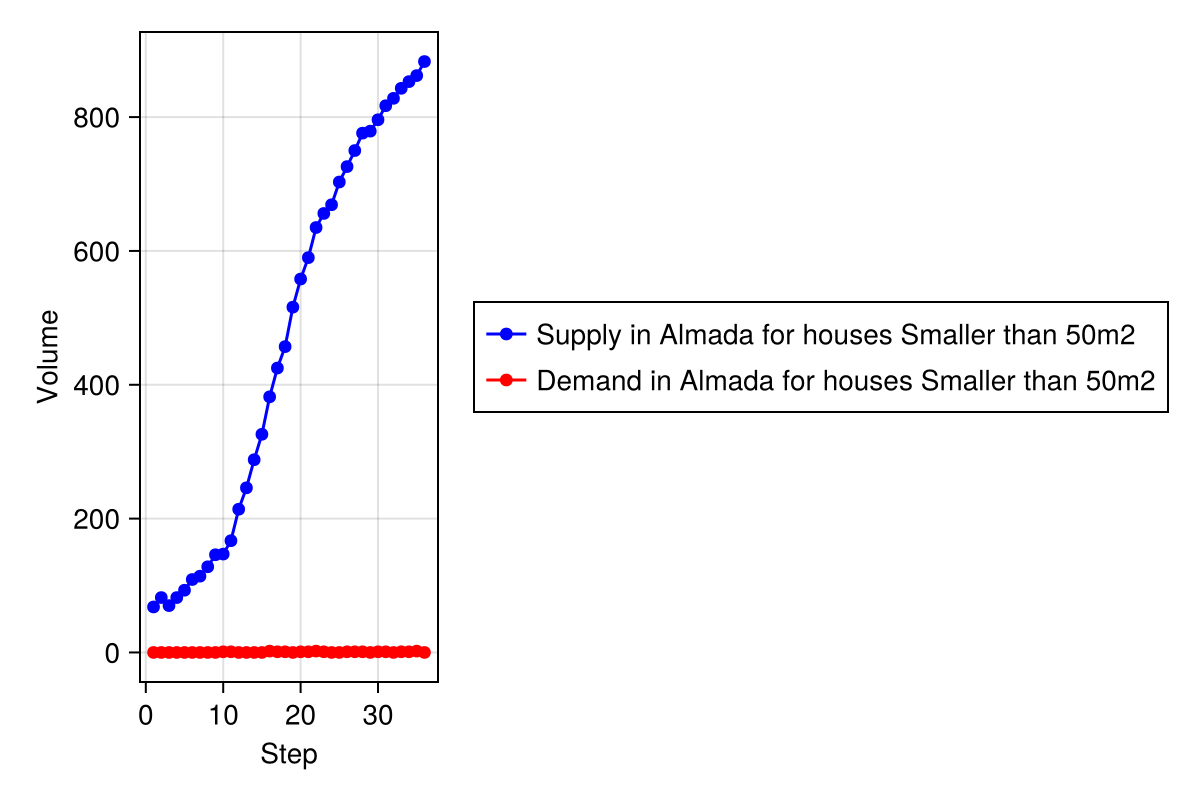 800
600
400
200
0
Volume
0 10 20 30
Step
Supply in Almada for houses Smaller than 50m2
Demand in Almada for houses Smaller than 50m2